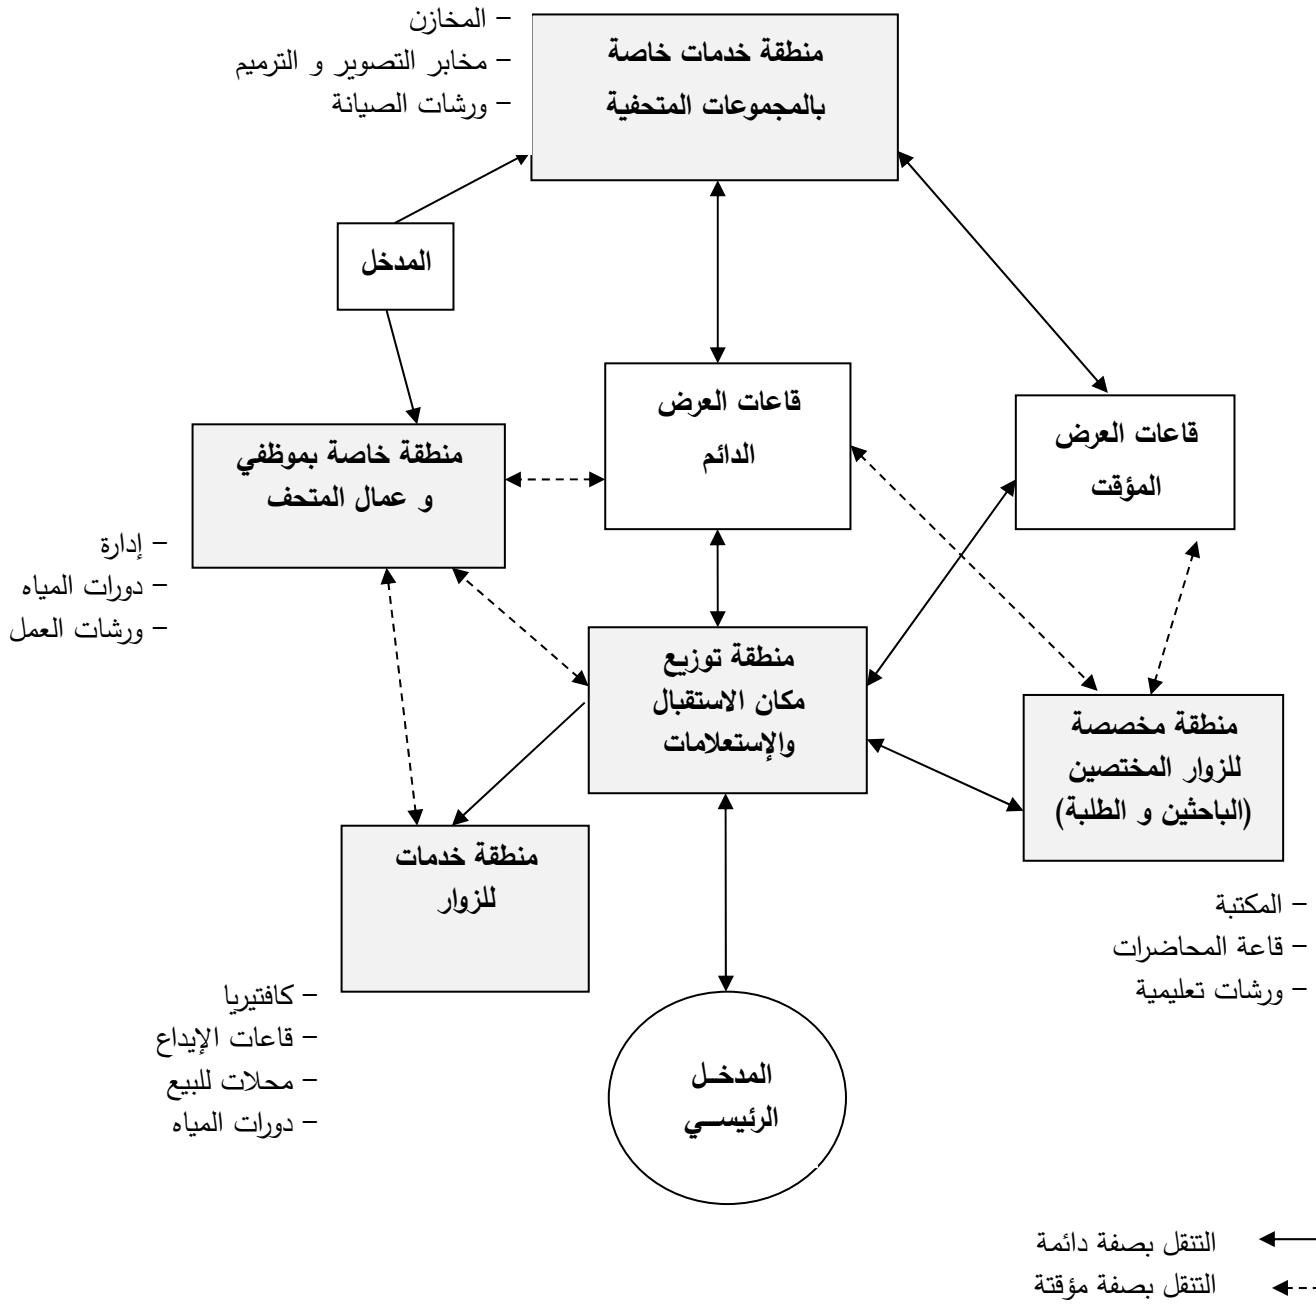 – المخازن
– مخابر التصوير و الترميم
– ورشات الصيانة
منطقة خدمات خاصة
بالمجموعات المتحفية
المدخل
قاعات العرض
الدائم
قاعات العرض
المؤقت
منطقة خاصة بموظفي
و عمال المتحف
– إدارة
– دورات المياه
– ورشات العمل
منطقة توزيع
مكان الاستقبال
والإستعلامات
منطقة مخصصة
للزوار المختصين
(الباحثين و الطلبة)
منطقة خدمات
للزوار
– المكتبة
– قاعة المحاضرات
– ورشات تعليمية
– كافتيريا
– قاعات الإيداع
– محلات للبيع
– دورات المياه
المدخـل
الرئيســي
التنقل بصفة دائمة
التنقل بصفة مؤقتة